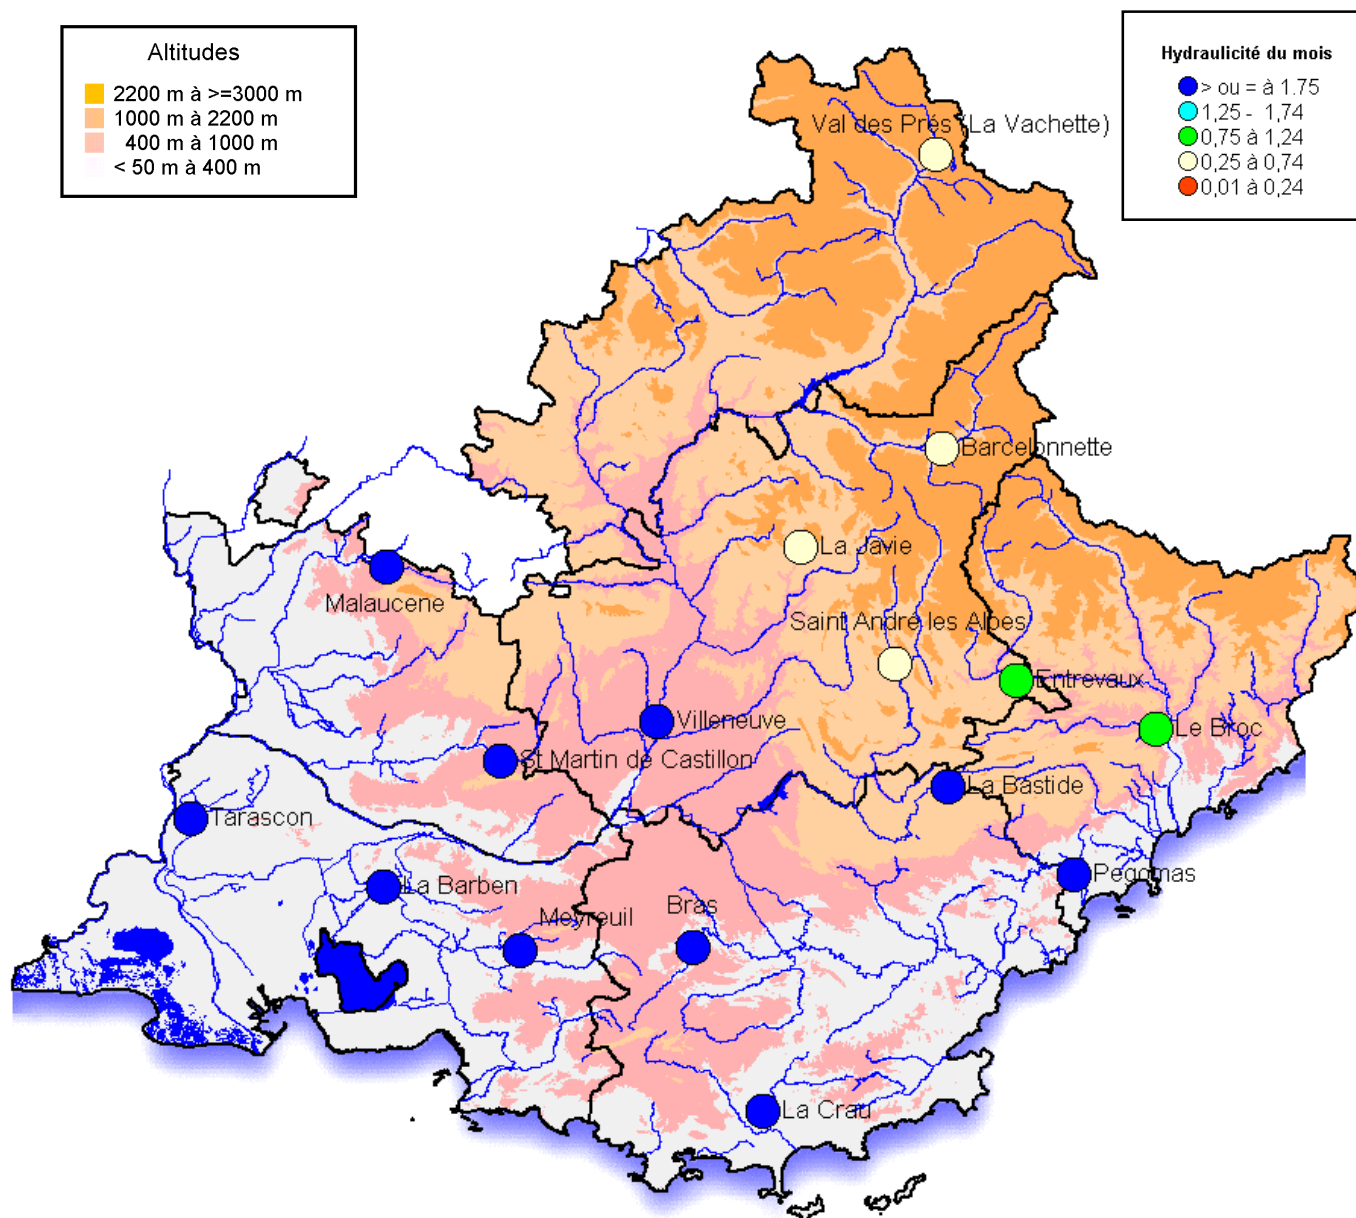 Altitudes
2200 m à >=3000 m
1000 m à 2200 m
400 m à 1000 m
< 50 m à 400 m
Hydraulicité du mois
> ou = à 1.75
1,25 - 1,74
0,75 à 1,24
0,25 à 0,74
0,01 à 0,24
Val des Prés (La Vachette)
Barcelonnette
La Javie
Malaucene
Saint André les Alpes
Entrevaux
Villeneuve
Le Broc
St Martin de Castillon
La Bastide
Tarascon
Pegomas
La Barben
Bras
Meyreuil
La Crau